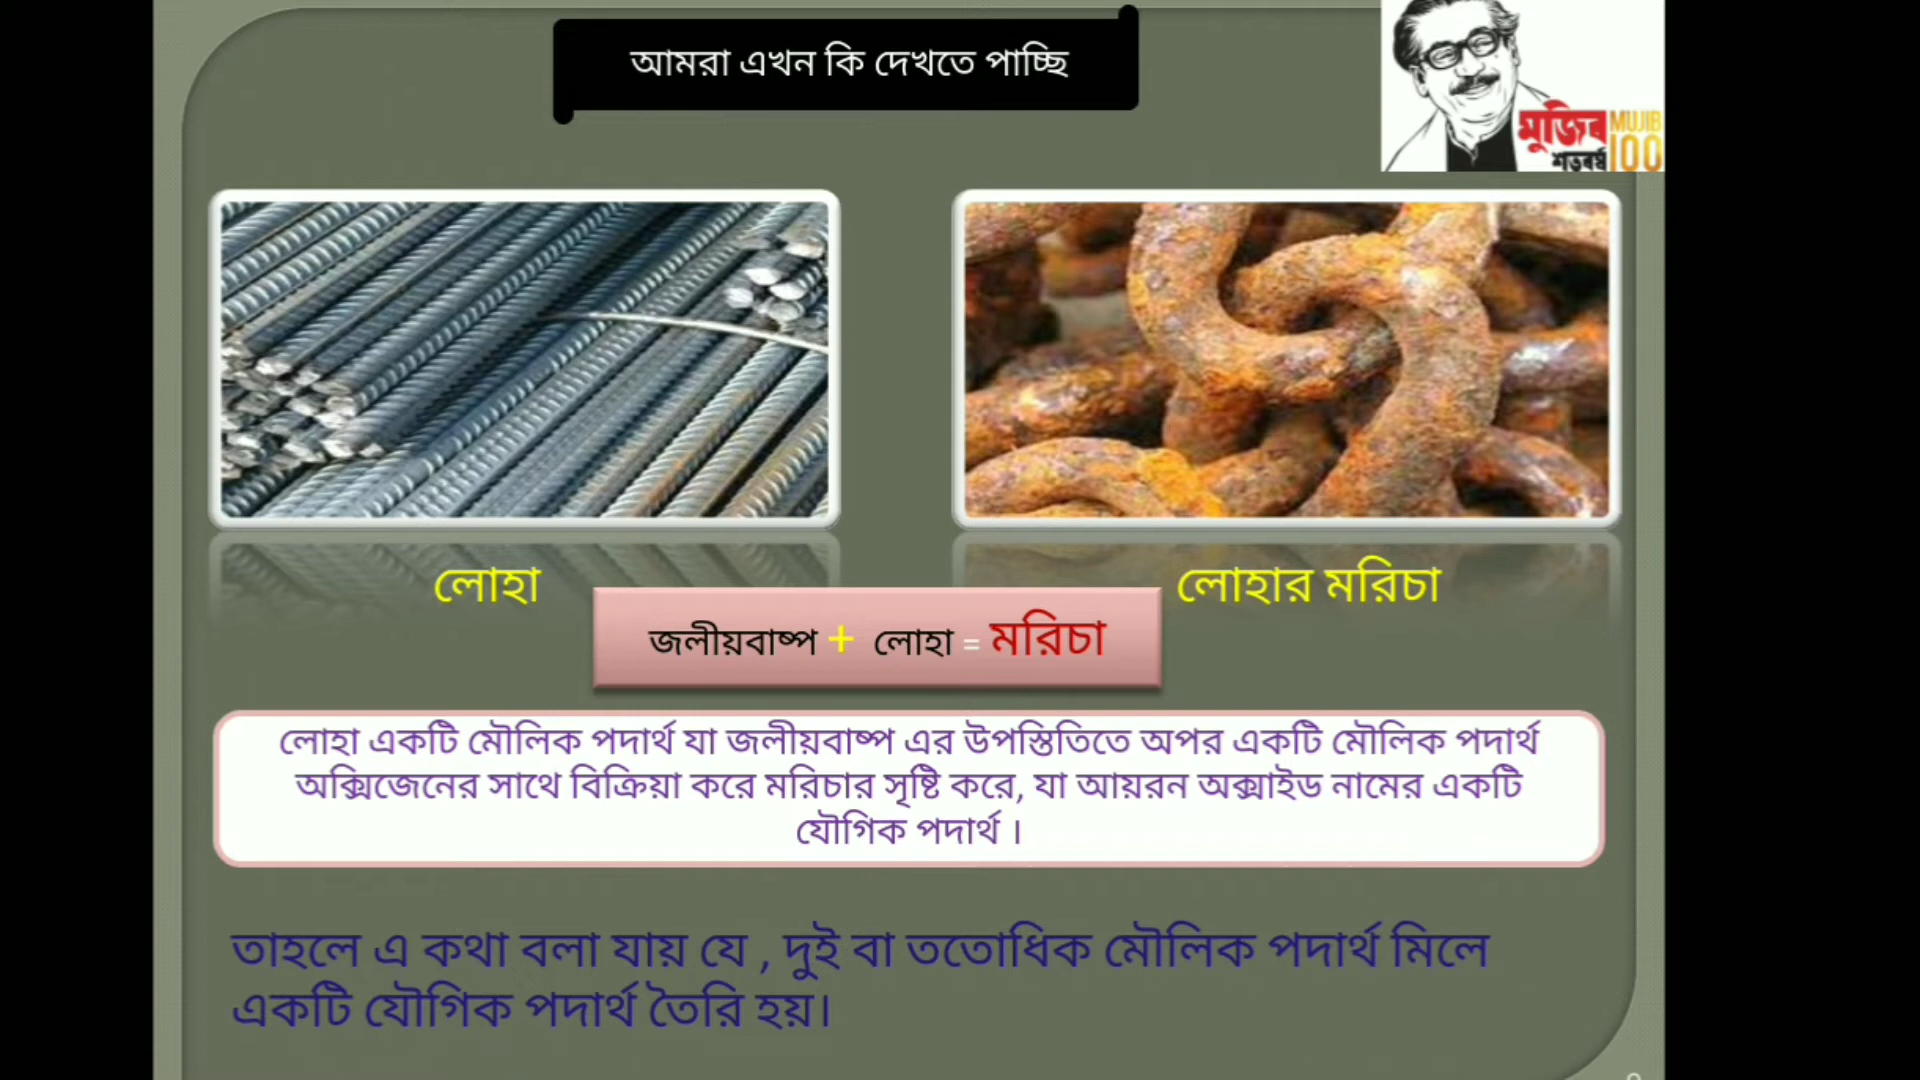 আমরা এখন কি দেখতে পাচ্ছি
মুজিব
শতবর্ষ
MUJIB
100
লোহা
লোহার মরিচা
জলীয়বাষ্প + লোহা = মরিচা
লোহা একটি মৌলিক পদার্থ যা জলীয়বাষ্প এর উপস্তিতিতে অপর একটি মৌলিক পদার্থ
অক্সিজেনের সাথে বিক্রিয়া করে মরিচার সৃষ্টি করে, যা আয়রন অক্সাইড নামের একটি
যৌগিক পদার্থ ।
তাহলে এ কথা বলা যায় যে , দুই বা ততোধিক মৌলিক পদার্থ মিলে
একটি যৌগিক পদার্থ তৈরি হয়।